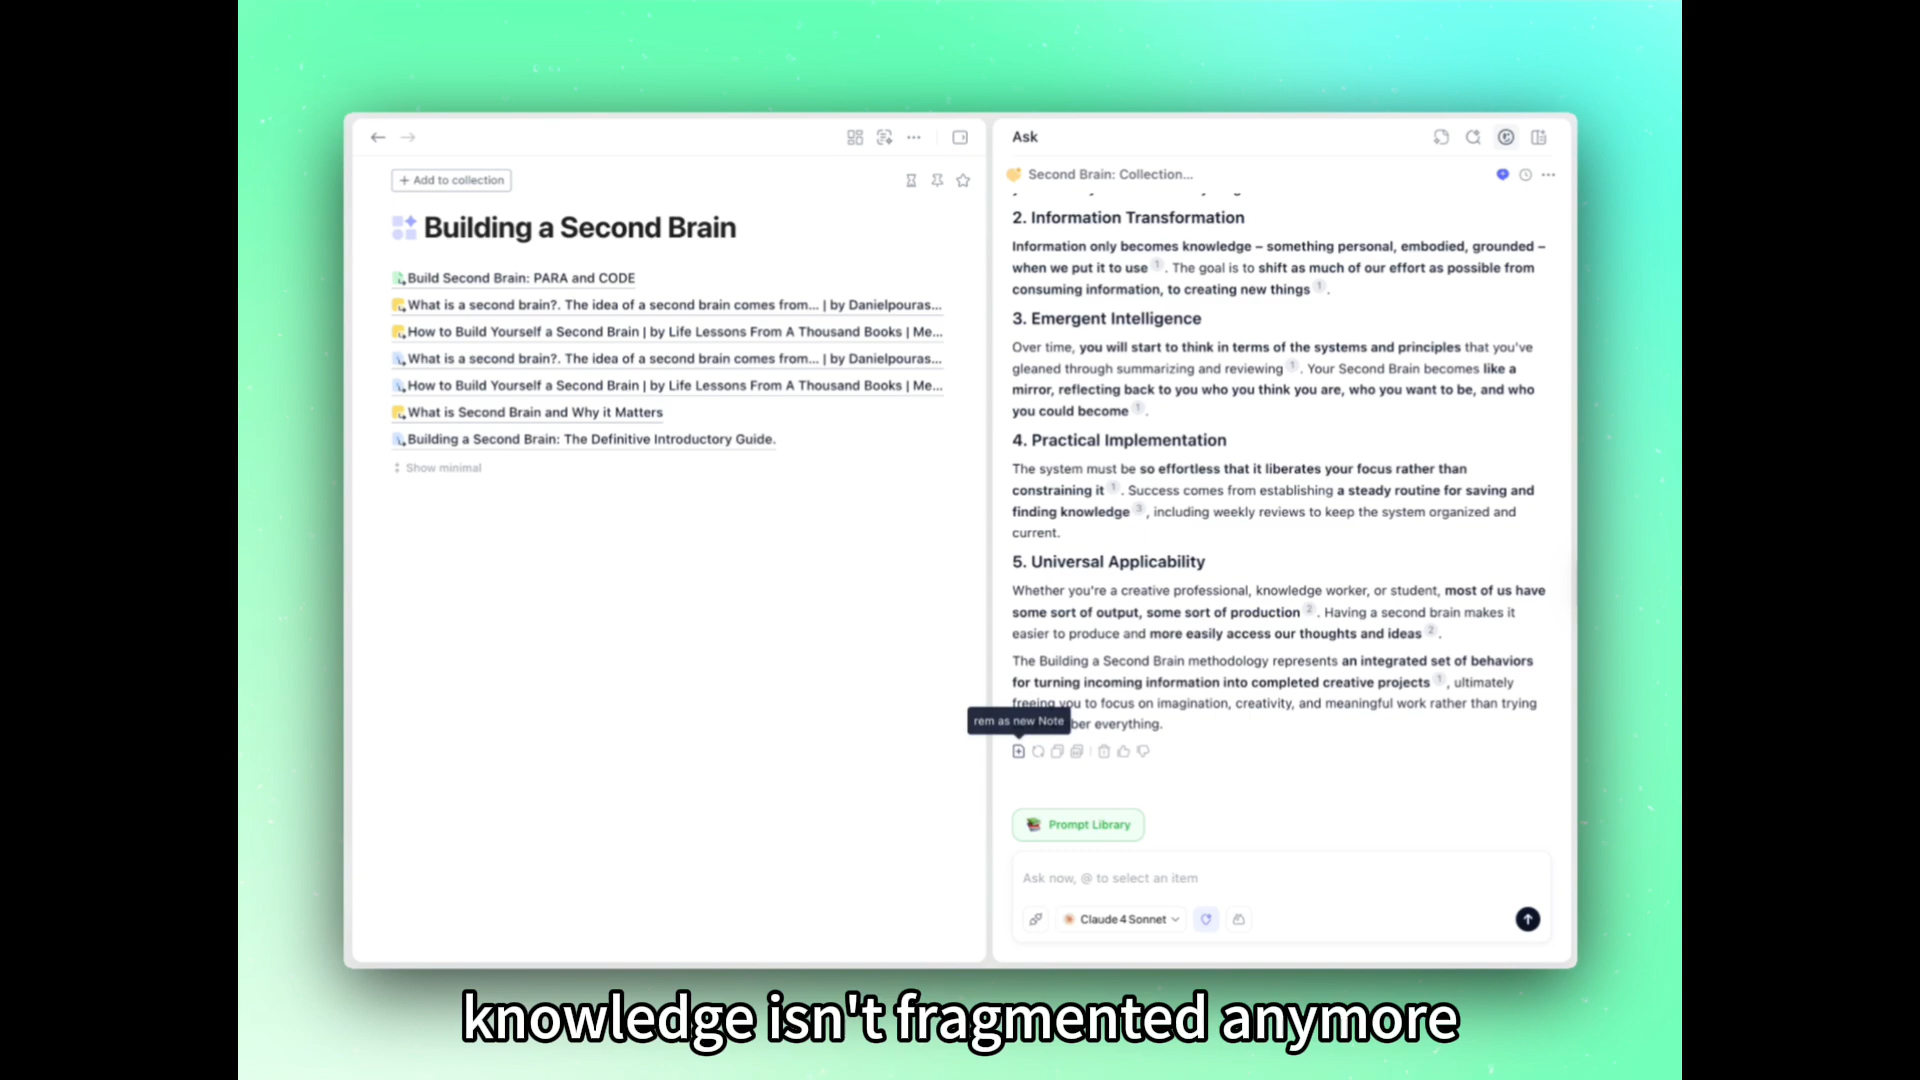 Add to collection
Building a Second Brain
Build Second Brain: PARA and CODE
What is a second brain?. The idea of a second brain comes from... | by Danielpouras...
How to Build Yourself a Second Brain | by Life Lessons From A Thousand Books | Me...
What is a second brain?. The idea of a second brain comes from... | by Danielpouras...
How to Build Yourself a Second Brain | by Life Lessons From A Thousand Books | Me...
What is Second Brain and Why it Matters
Building a Second Brain: The Definitive Introductory Guide.
Show minimal
Ask
Second Brain: Collection...
2. Information Transformation
Information only becomes knowledge – something personal, embodied, grounded –
when we put it to use 1. The goal is to shift as much of our effort as possible from
consuming information, to creating new things 1.
3. Emergent Intelligence
Over time, you will start to think in terms of the systems and principles that you've
gleaned through summarizing and reviewing 1. Your Second Brain becomes like a
mirror, reflecting back to you who you think you are, who you want to be, and who
you could become 1.
4. Practical Implementation
The system must be so effortless that it liberates your focus rather than
constraining it 1. Success comes from establishing a steady routine for saving and
finding knowledge 3, including weekly reviews to keep the system organized and
current.
5. Universal Applicability
Whether you're a creative professional, knowledge worker, or student, most of us have
some sort of output, some sort of production 2. Having a second brain makes it
easier to produce and more easily access our thoughts and ideas 2.
The Building a Second Brain methodology represents an integrated set of behaviors
for turning incoming information into completed creative projects 1, ultimately
freeing you to focus on imagination, creativity, and meaningful work rather than trying
rem as new Note
ber everything.
Prompt Library
Ask now, @ to select an item
Claude 4 Sonnet
knowledge isn't fragmented anymore